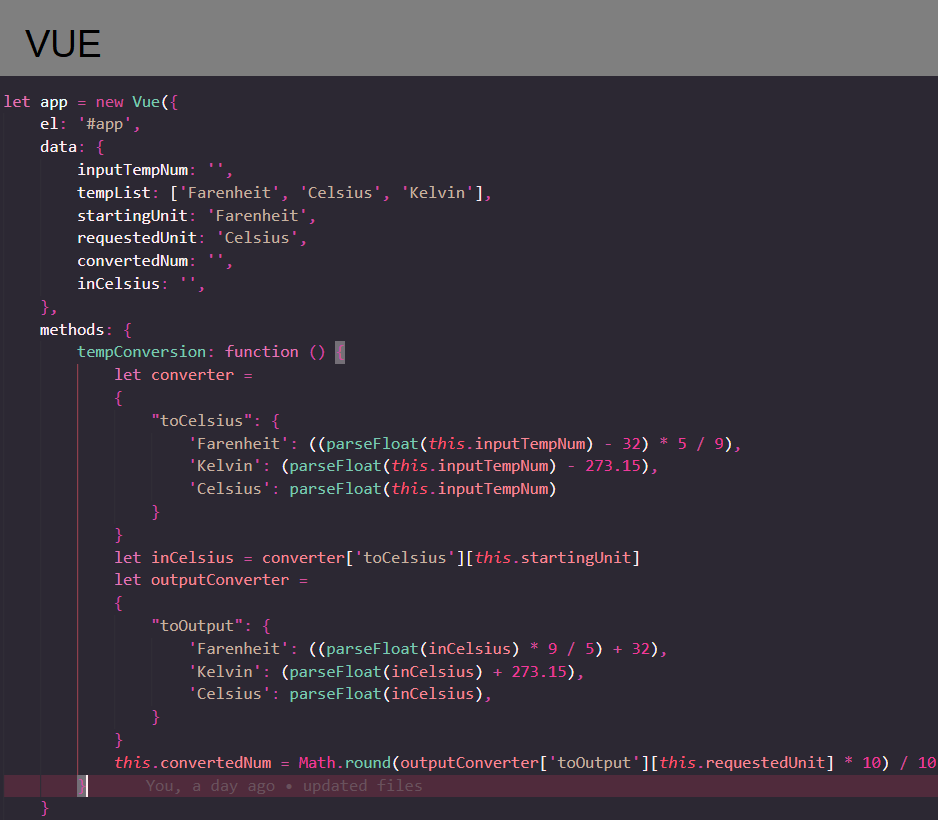 VUE
let app = new Vue({
    el: '#app',
    data: {
        inputTempNum: '',
        tempList: ['Farenheit', 'Celsius', 'Kelvin'],
        startingUnit: 'Farenheit',
        requestedUnit: 'Celsius',
        convertedNum: '',
        inCelsius: '',
    },
    methods: {
        tempConversion: function () {
            let converter =
            {
                "toCelsius": {
                    'Farenheit': ((parseFloat(this.inputTempNum) - 32) * 5 / 9),
                    'Kelvin': (parseFloat(this.inputTempNum) - 273.15),
                    'Celsius': parseFloat(this.inputTempNum)
                }
            }
            let inCelsius = converter['toCelsius'][this.startingUnit]
            let outputConverter =
            {
                "toOutput": {
                    'Farenheit': ((parseFloat(inCelsius) * 9 / 5) + 32),
                    'Kelvin': (parseFloat(inCelsius) + 273.15),
                    'Celsius': parseFloat(inCelsius),
                }
            }
            this.convertedNum = Math.round(outputConverter['toOutput'][this.requestedUnit] * 10) / 10
        }      You, a day ago • updated files
    }